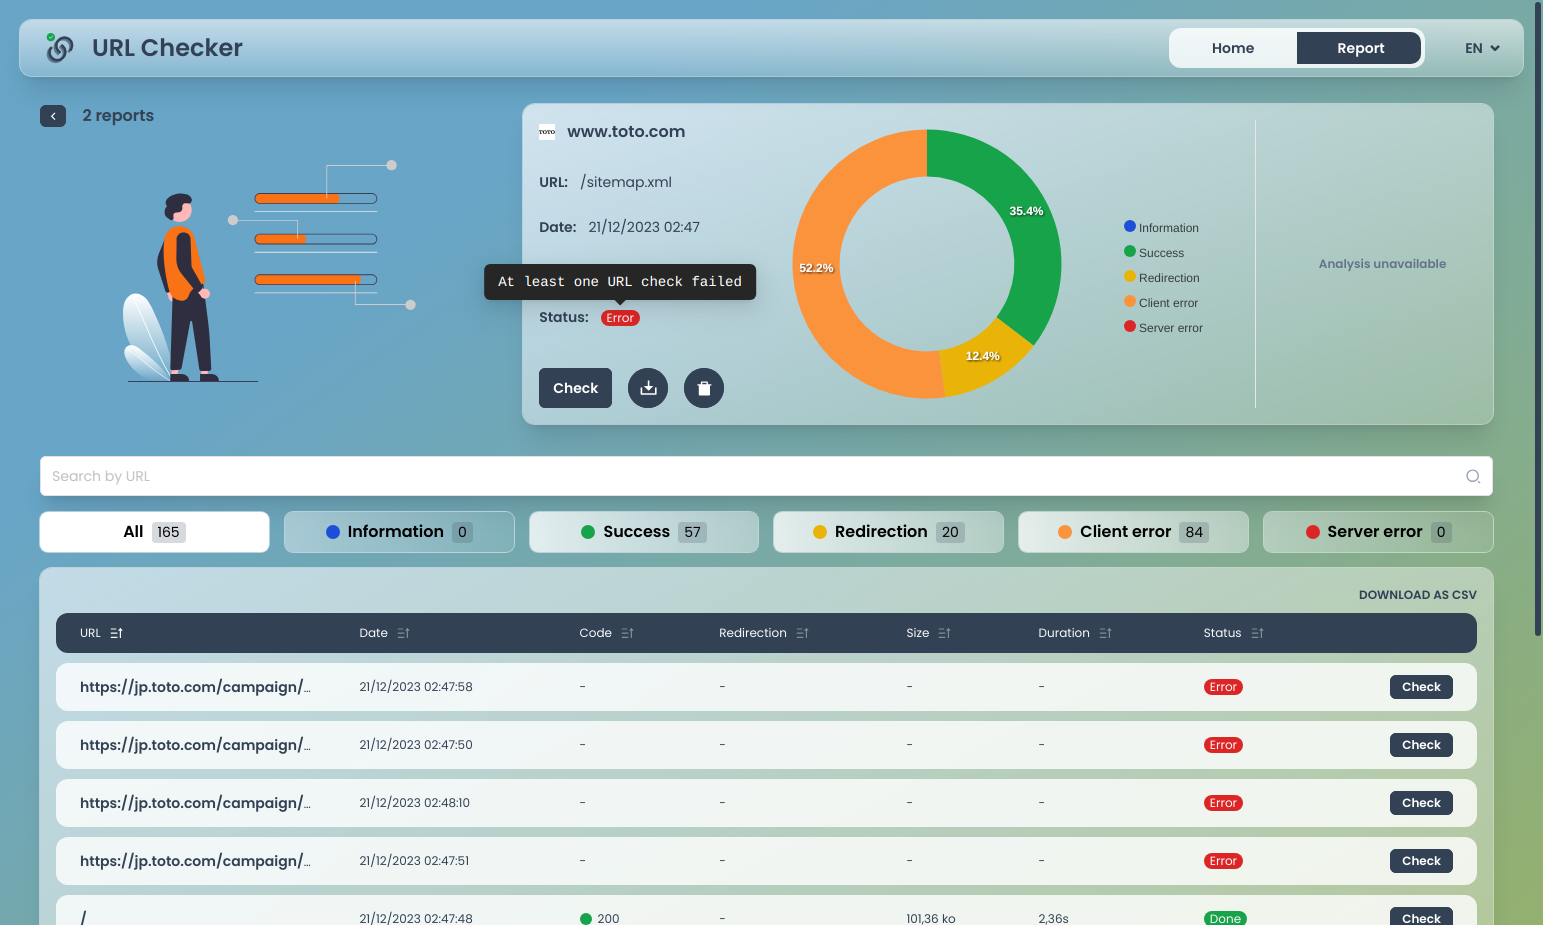 URL Checker
Home
Report
EN
2 reports
TOTO
www.toto.com
URL: /sitemap.xml
Date: 21/12/2023 02:47
At least one URL check failed
Status: Error
Check
35.4%
52.2%
12.4%
Information
Success
Redirection
Client error
Server error
Analysis unavailable
Search by URL
All 165
Information 0
Success 57
Redirection 20
Client error 84
Server error 0
DOWNLOAD AS CSV
URL Date Code Redirection Size Duration Status
https://jp.toto.com/campaign/... 21/12/2023 02:47:58 - - - - Error Check
https://jp.toto.com/campaign/... 21/12/2023 02:47:50 - - - - Error Check
https://jp.toto.com/campaign/... 21/12/2023 02:48:10 - - - - Error Check
https://jp.toto.com/campaign/... 21/12/2023 02:47:51 - - - - Error Check
/ 21/12/2023 02:47:48 200 - 101,36 ko 2,36s Done Check